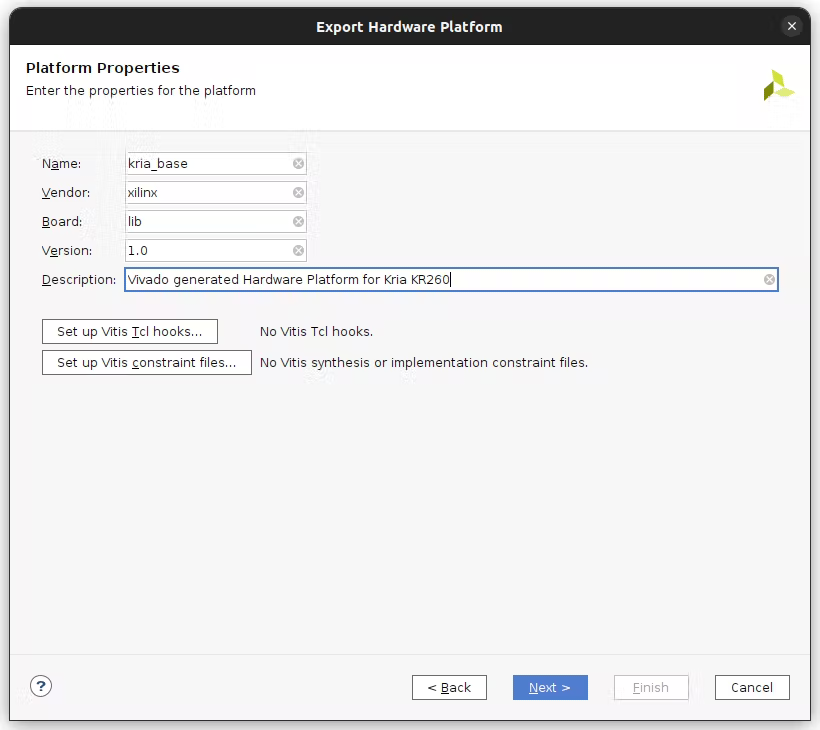 Export Hardware Platform
Platform Properties
Enter the properties for the platform
Name: kria_base
Vendor: xilinx
Board: lib
Version: 1.0
Description: Vivado generated Hardware Platform for Kria KR260
Set up Vitis Tcl hooks... No Vitis Tcl hooks.
Set up Vitis constraint files... No Vitis synthesis or implementation constraint files.
? < Back Next > Finish Cancel